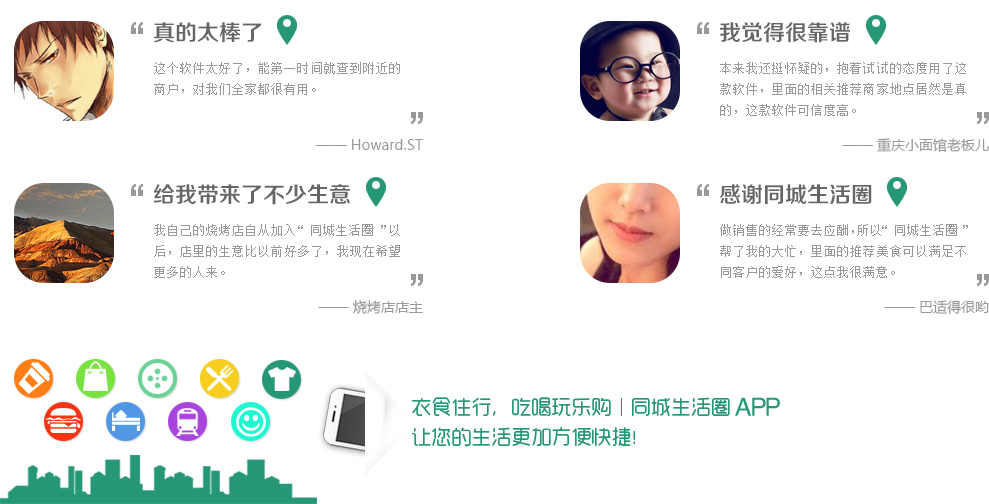 “ 真的太棒了
这个软件太好了，能第一时间就查到附近的
商户，对我们全家都很有用。
”
—— Howard.ST
“ 我觉得很靠谱
本来我还挺怀疑的，抱着试试的态度用了这
款软件，里面的相关推荐商家地点居然是真
的，这款软件可信度高。
”
—— 重庆小面馆老板儿
“ 给我带来了不少生意
我自己的烧烤店自从加入“ 同城生活圈 ”以
后，店里的生意比以前好多了，我现在希望
更多的人来。
”
—— 烧烤店店主
“ 感谢同城生活圈
做销售的经常要去应酬，所以“ 同城生活圈 ”
帮了我的大忙，里面的推荐美食可以满足不
同客户的爱好，这点我很满意。
”
—— 巴适得很哟
衣食住行，吃喝玩乐购｜同城生活圈 APP
让您的生活更加方便快捷！